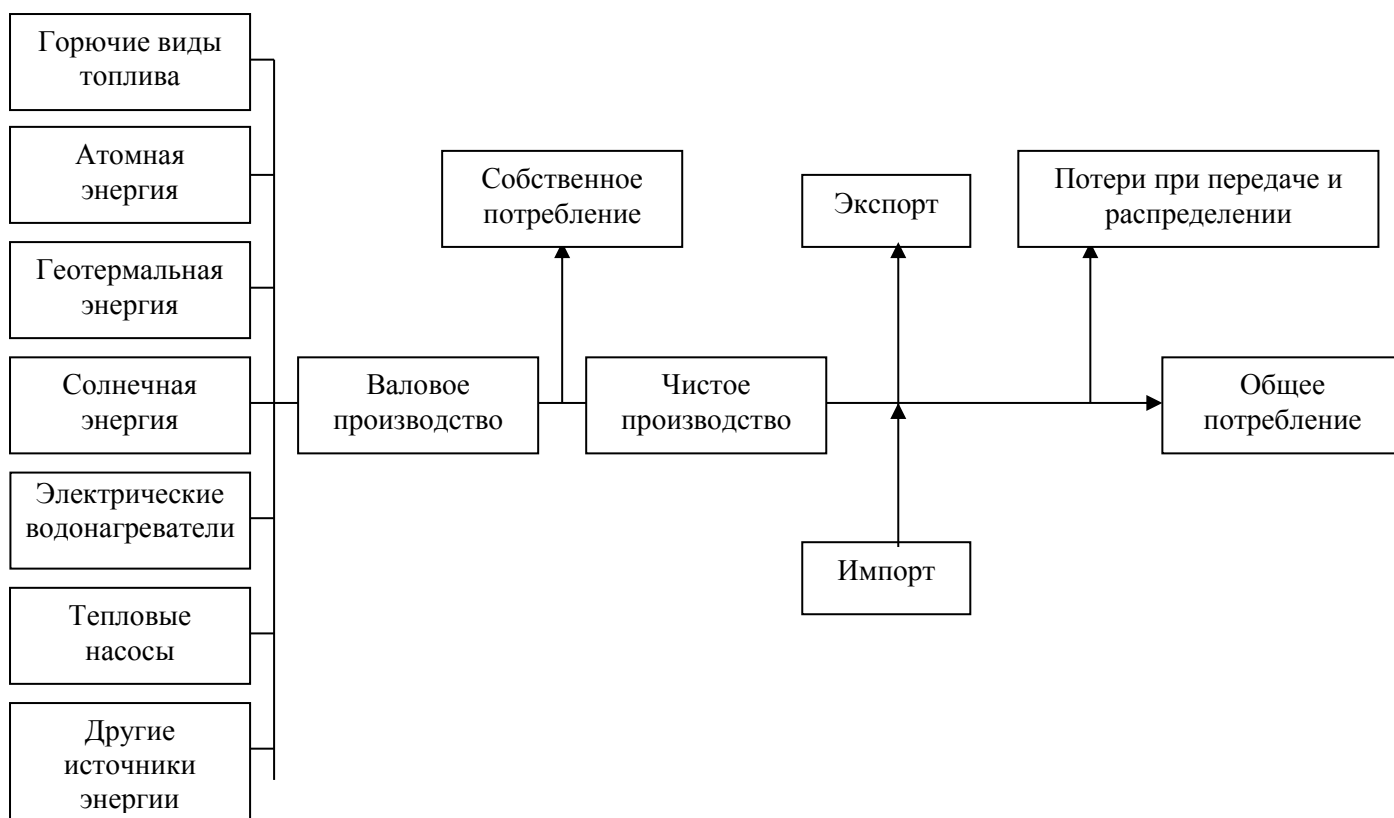 Горючие виды
топлива
Атомная
энергия
Геотермальная
энергия
Солнечная
энергия
Электрические
водонагреватели
Тепловые
насосы
Другие
источники
энергии
Валовое
производство
Собственное
потребление
Чистое
производство
Экспорт
Импорт
Потери при передаче и
распределении
Общее
потребление